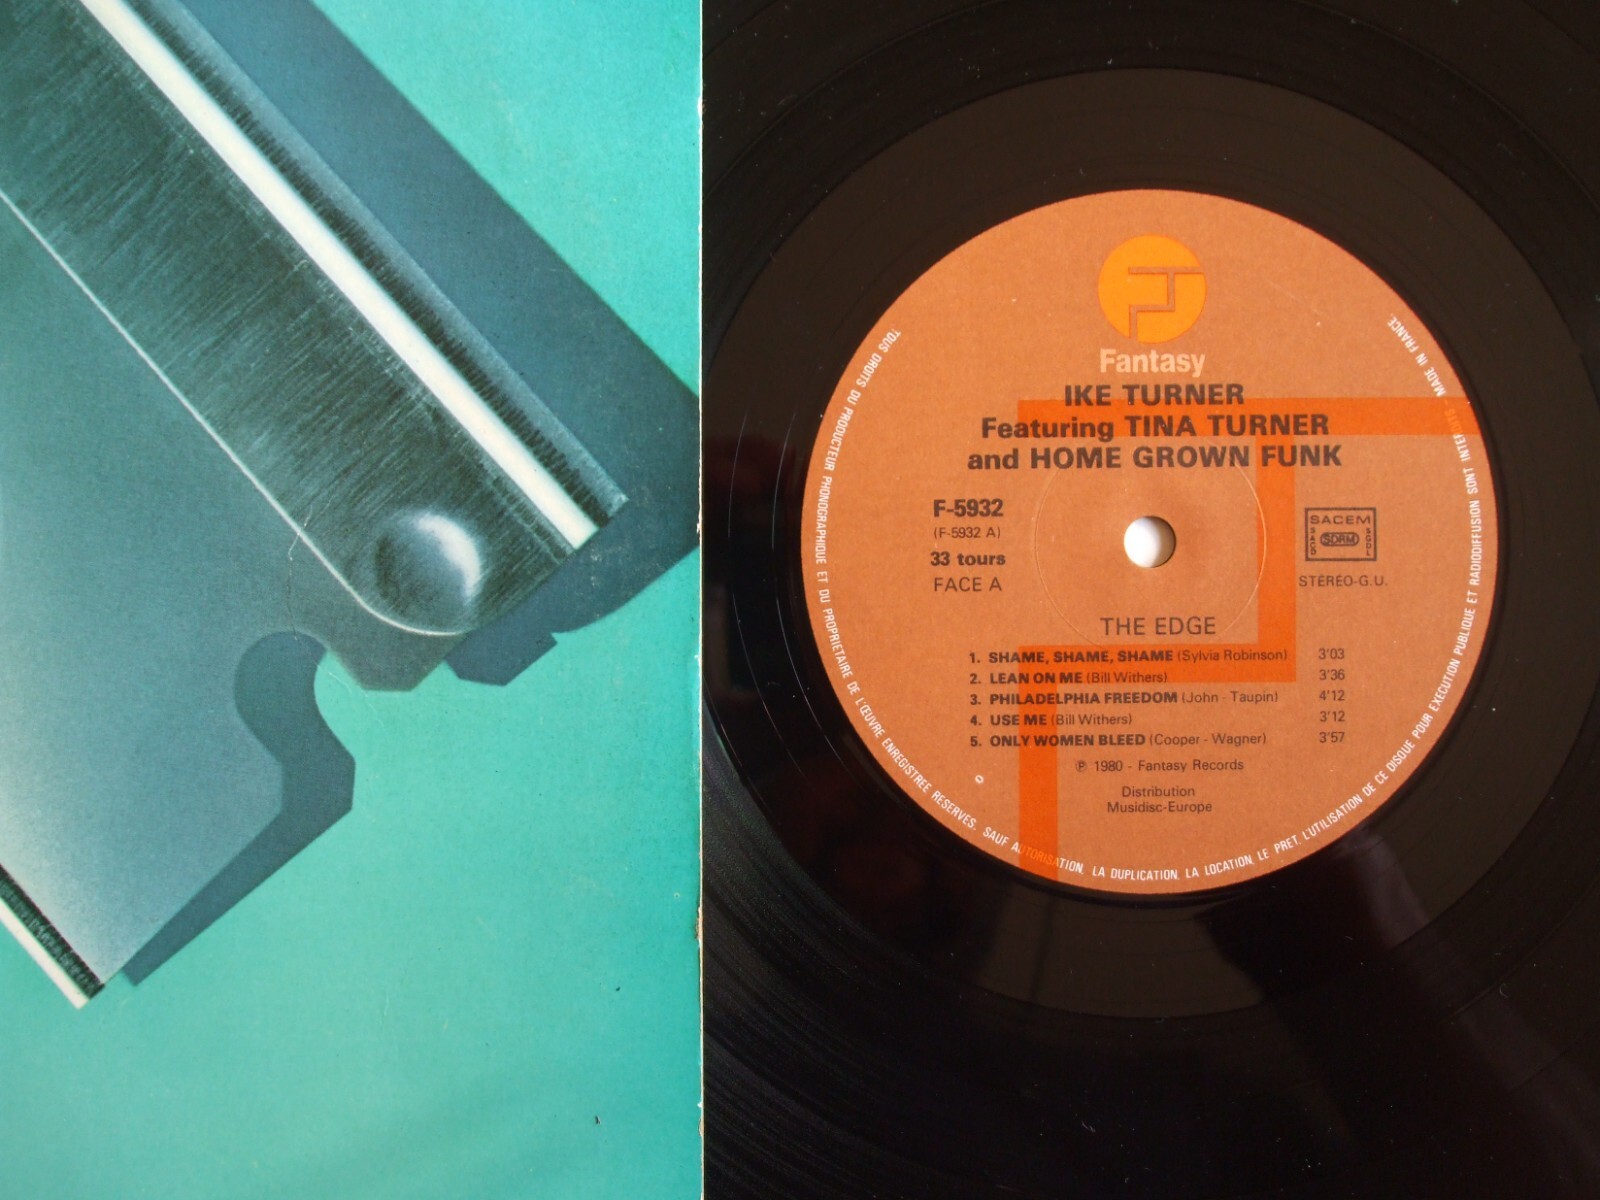 Fantasy
IKE TURNER
Featuring TINA TURNER
and HOME GROWN FUNK
F-5932
(F-5932 A)
33 tours
FACE A
SACEM
SACD
SDRM
SGDL
STÉRÉO-G.U.
THE EDGE
1. SHAME, SHAME, SHAME (Sylvia Robinson) 3'03
2. LEAN ON ME (Bill Withers) 3'36
3. PHILADELPHIA FREEDOM (John - Taupin) 4'12
4. USE ME (Bill Withers) 3'12
5. ONLY WOMEN BLEED (Cooper - Wagner) 3'57
℗ 1980 - Fantasy Records
Distribution
Musidisc-Europe
TOUS DROITS DU PRODUCTEUR PHONOGRAPHIQUE ET DU PROPRIETAIRE DE L'ŒUVRE ENREGISTREE RESERVES. SAUF AUTORISATION, LA DUPLICATION, LA LOCATION, LE PRET, L'UTILISATION DE CE DISQUE POUR EXECUTION PUBLIQUE ET RADIODIFFUSION SONT INTERDITS - MADE IN FRANCE.